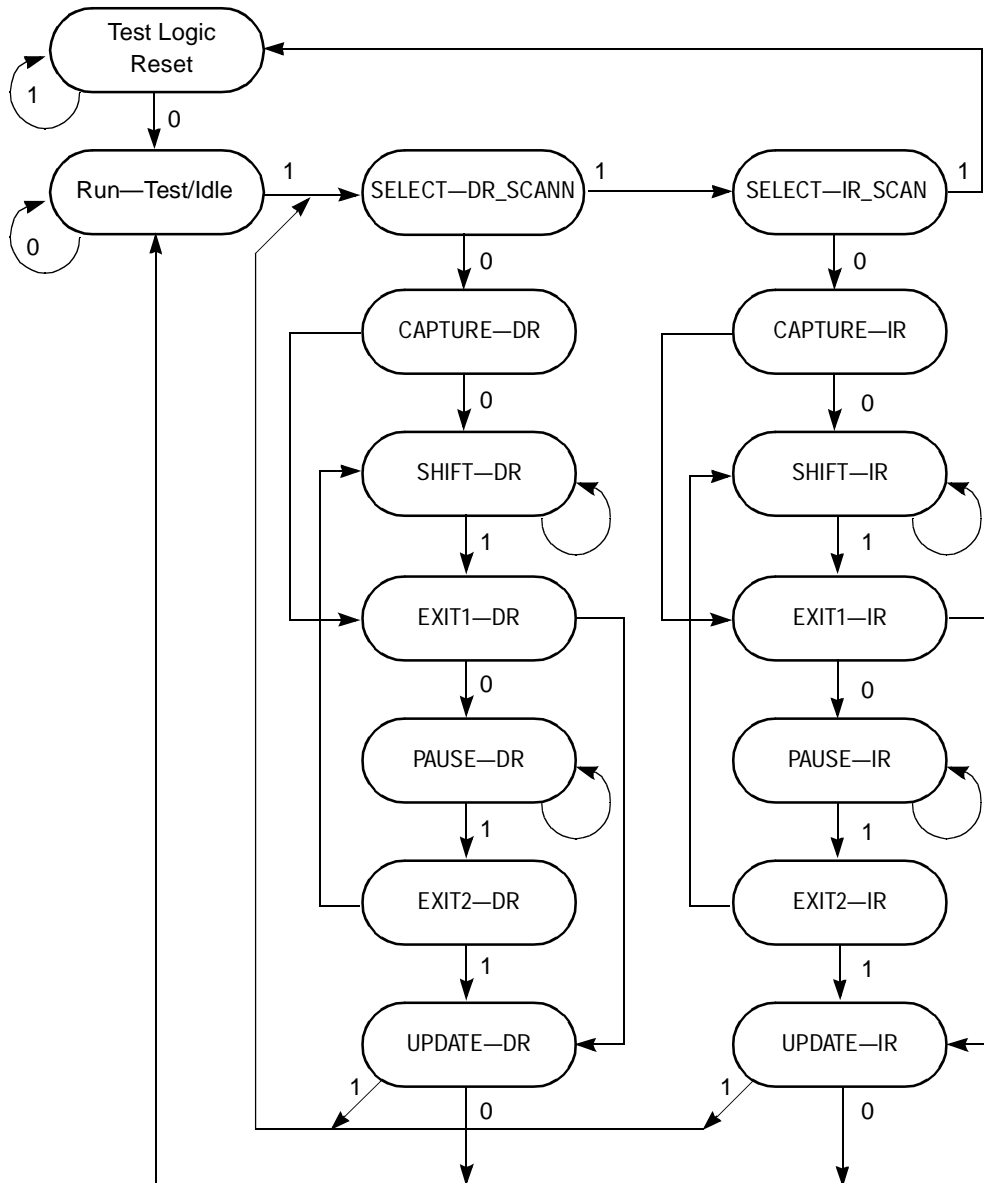 Test Logic
Reset
1
0
Run—Test/Idle
1
SELECT—DR_SCANN
1
SELECT—IR_SCAN
1
0
0
0
CAPTURE—DR
CAPTURE—IR
0
0
SHIFT—DR
SHIFT—IR
1
1
EXIT1—DR
EXIT1—IR
0
0
PAUSE—DR
PAUSE—IR
1
1
EXIT2—DR
EXIT2—IR
1
1
UPDATE—DR
UPDATE—IR
1
0
1
0